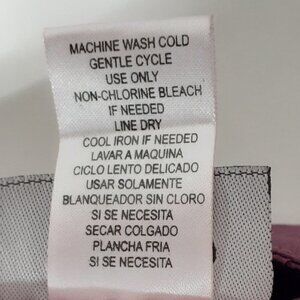 MACHINE WASH COLD
GENTLE CYCLE
USE ONLY
NON-CHLORINE BLEACH
IF NEEDED
LINE DRY
COOL IRON IF NEEDED
LAVAR A MAQUINA
CICLO LENTO DELICADO
USAR SOLAMENTE
BLANQUEADOR SIN CLORO
SI SE NECESITA
SECAR COLGADO
PLANCHA FRIA
SI SE NECESITA